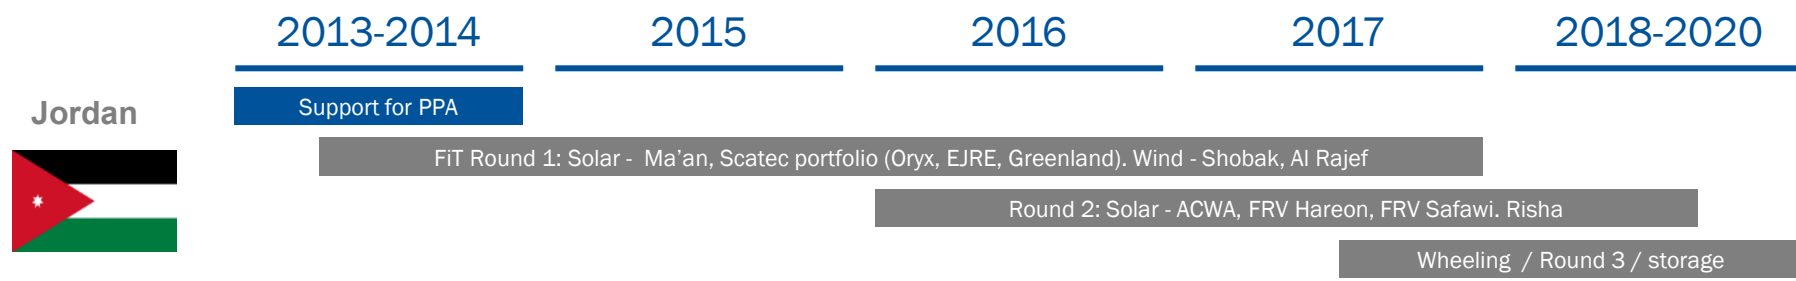 2013-2014 2015 2016 2017 2018-2020
Jordan
Support for PPA
FiT Round 1: Solar - Ma’an, Scatec portfolio (Oryx, EJRE, Greenland). Wind - Shobak, Al Rajef
Round 2: Solar - ACWA, FRV Hareon, FRV Safawi. Risha
Wheeling / Round 3 / storage